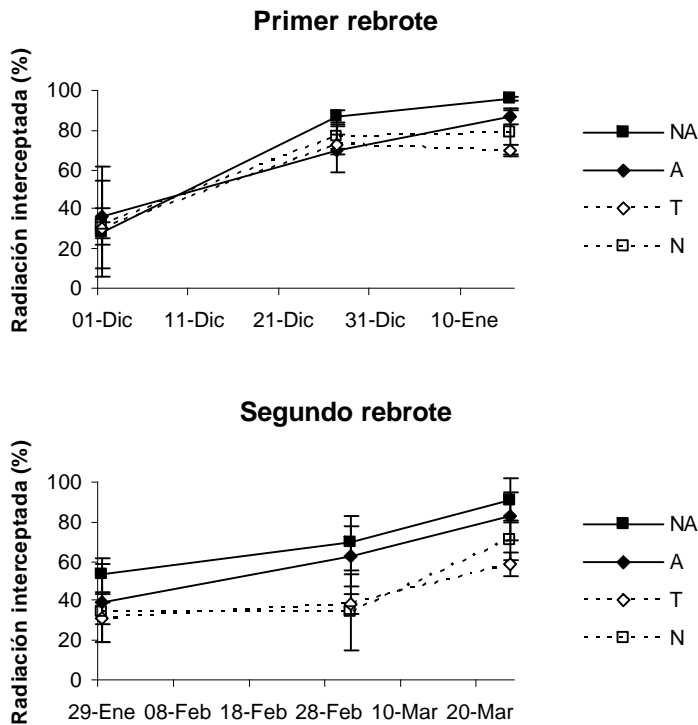 Primer rebrote
Radiación interceptada (%)
100
80
60
40
20
0
01-Dic 11-Dic 21-Dic 31-Dic 10-Ene
NA
A
T
N
Segundo rebrote
Radiación interceptada (%)
100
80
60
40
20
0
29-Ene 08-Feb 18-Feb 28-Feb 10-Mar 20-Mar
NA
A
T
N